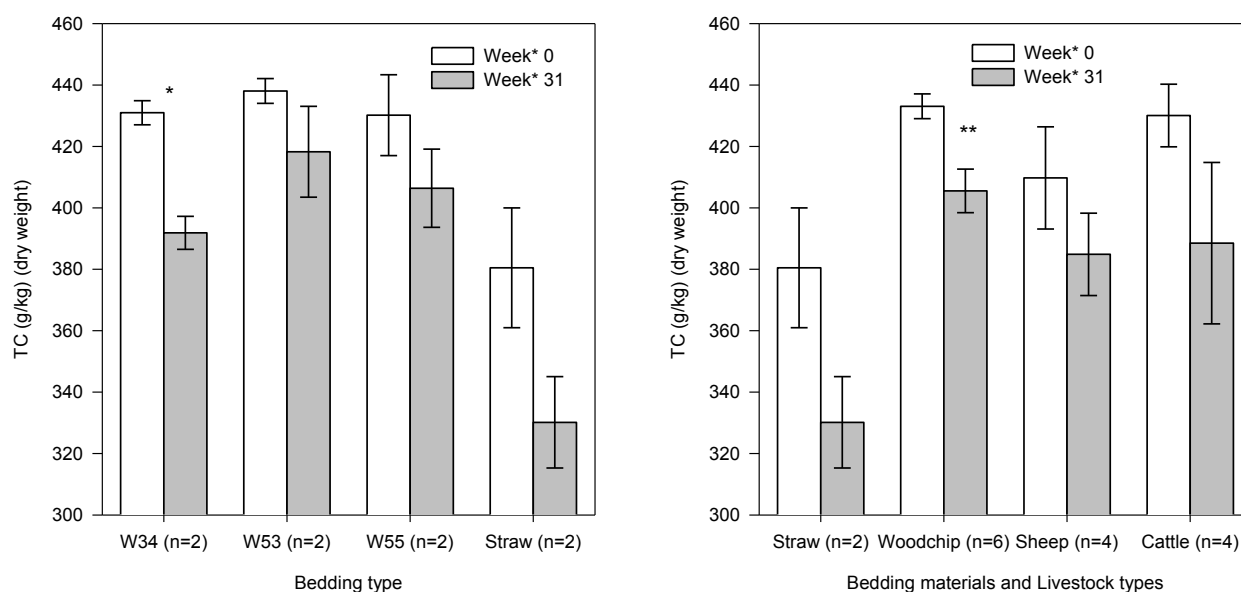 460
440
420
400
380
360
340
320
300
TC (g/kg) (dry weight)
Week* 0
Week* 31
*
W34 (n=2) W53 (n=2) W55 (n=2) Straw (n=2)
Bedding type
460
440
420
400
380
360
340
320
300
TC (g/kg) (dry weight)
Week* 0
Week* 31
**
Straw (n=2) Woodchip (n=6) Sheep (n=4) Cattle (n=4)
Bedding materials and Livestock types